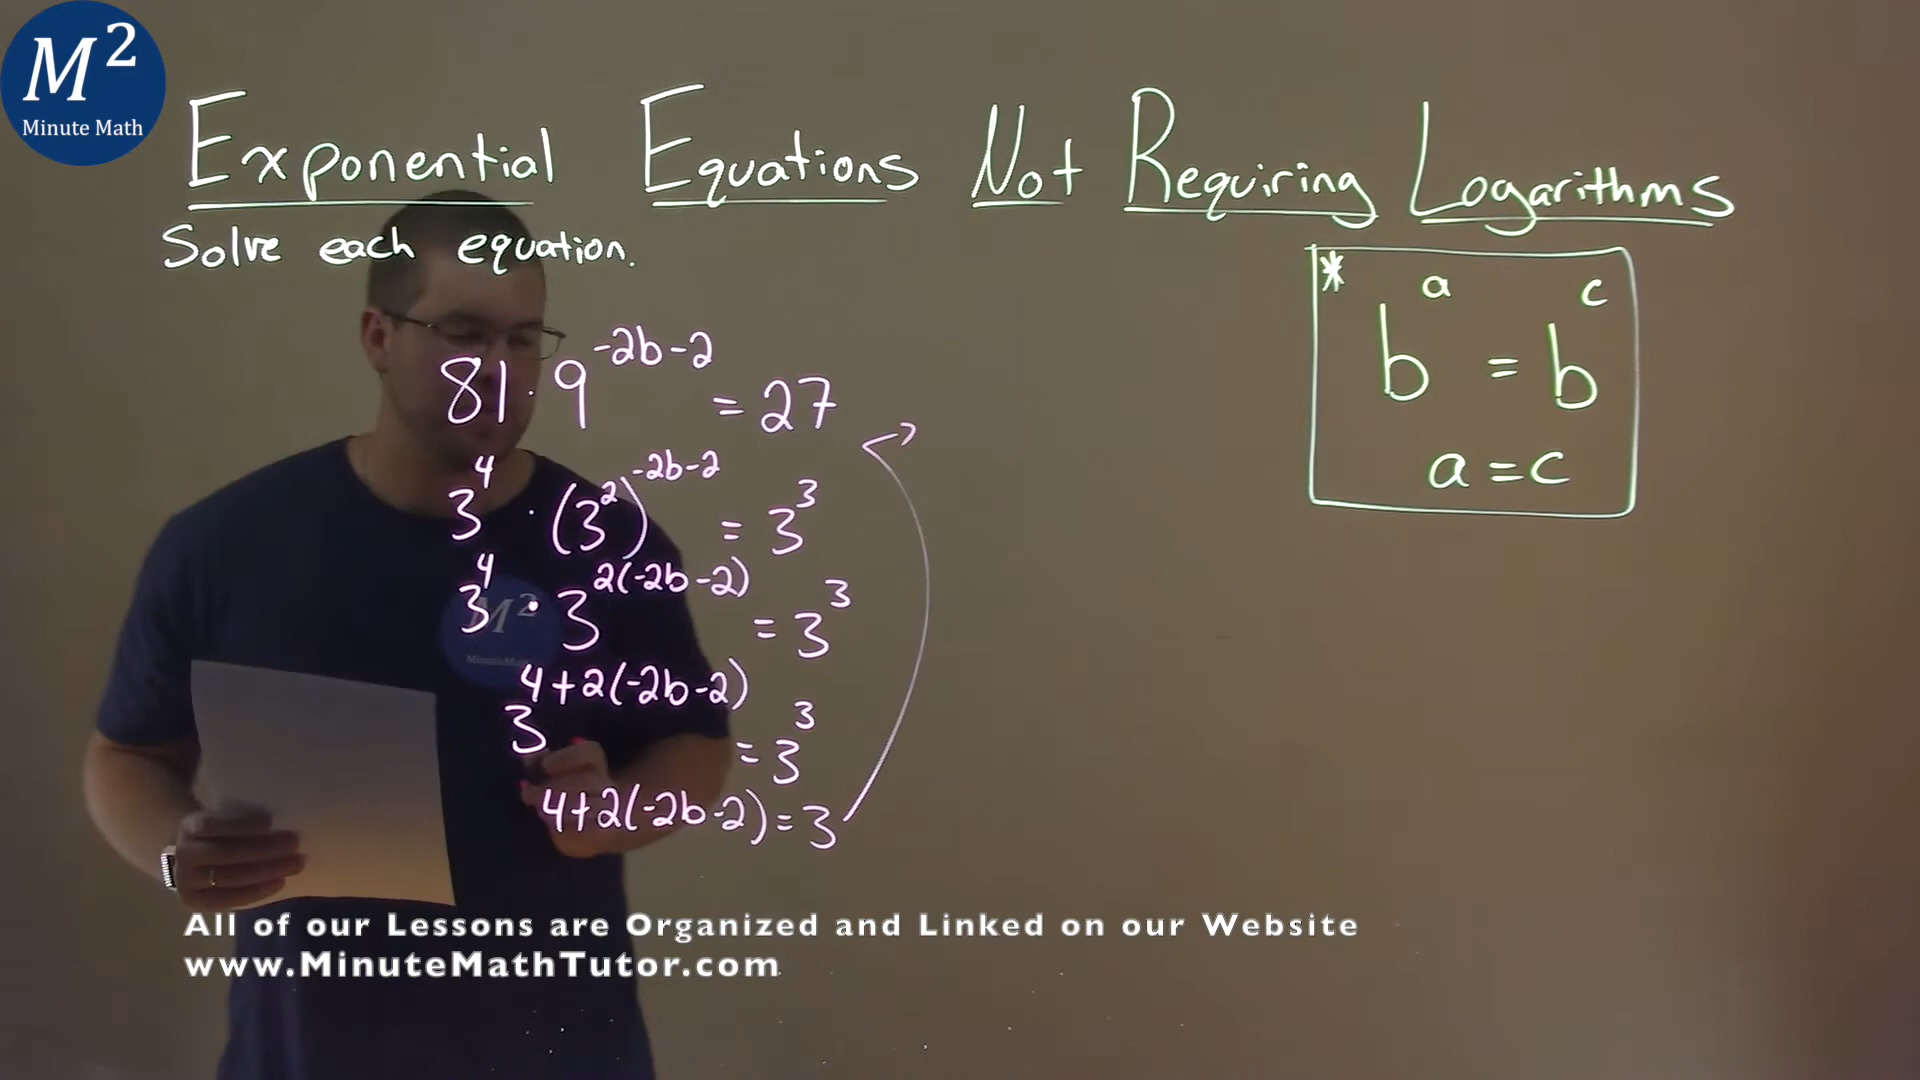 M²
Minute Math
Exponential Equations Not Requiring Logarithms
Solve each equation.
* b^a = b^c
a = c
81 · 9^(-2b-2) = 27
3^4 · (3^2)^(-2b-2) = 3^3
3^4 · 3^(2(-2b-2)) = 3^3
3^(4+2(-2b-2)) = 3^3
4+2(-2b-2) = 3
M²
Minute Math
All of our Lessons are Organized and Linked on our Website
www.MinuteMathTutor.com